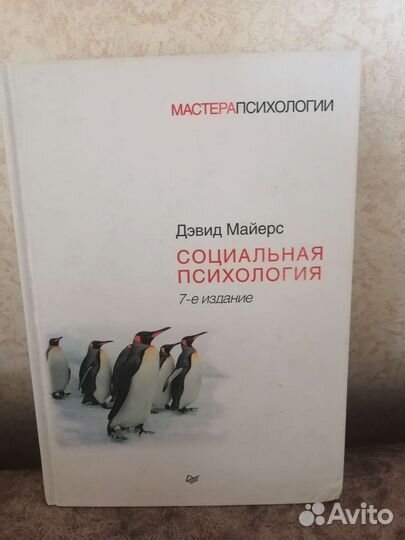 МАСТЕРАПСИХОЛОГИИ
Дэвид Майерс
СОЦИАЛЬНАЯ
ПСИХОЛОГИЯ
7-е издание
Avito